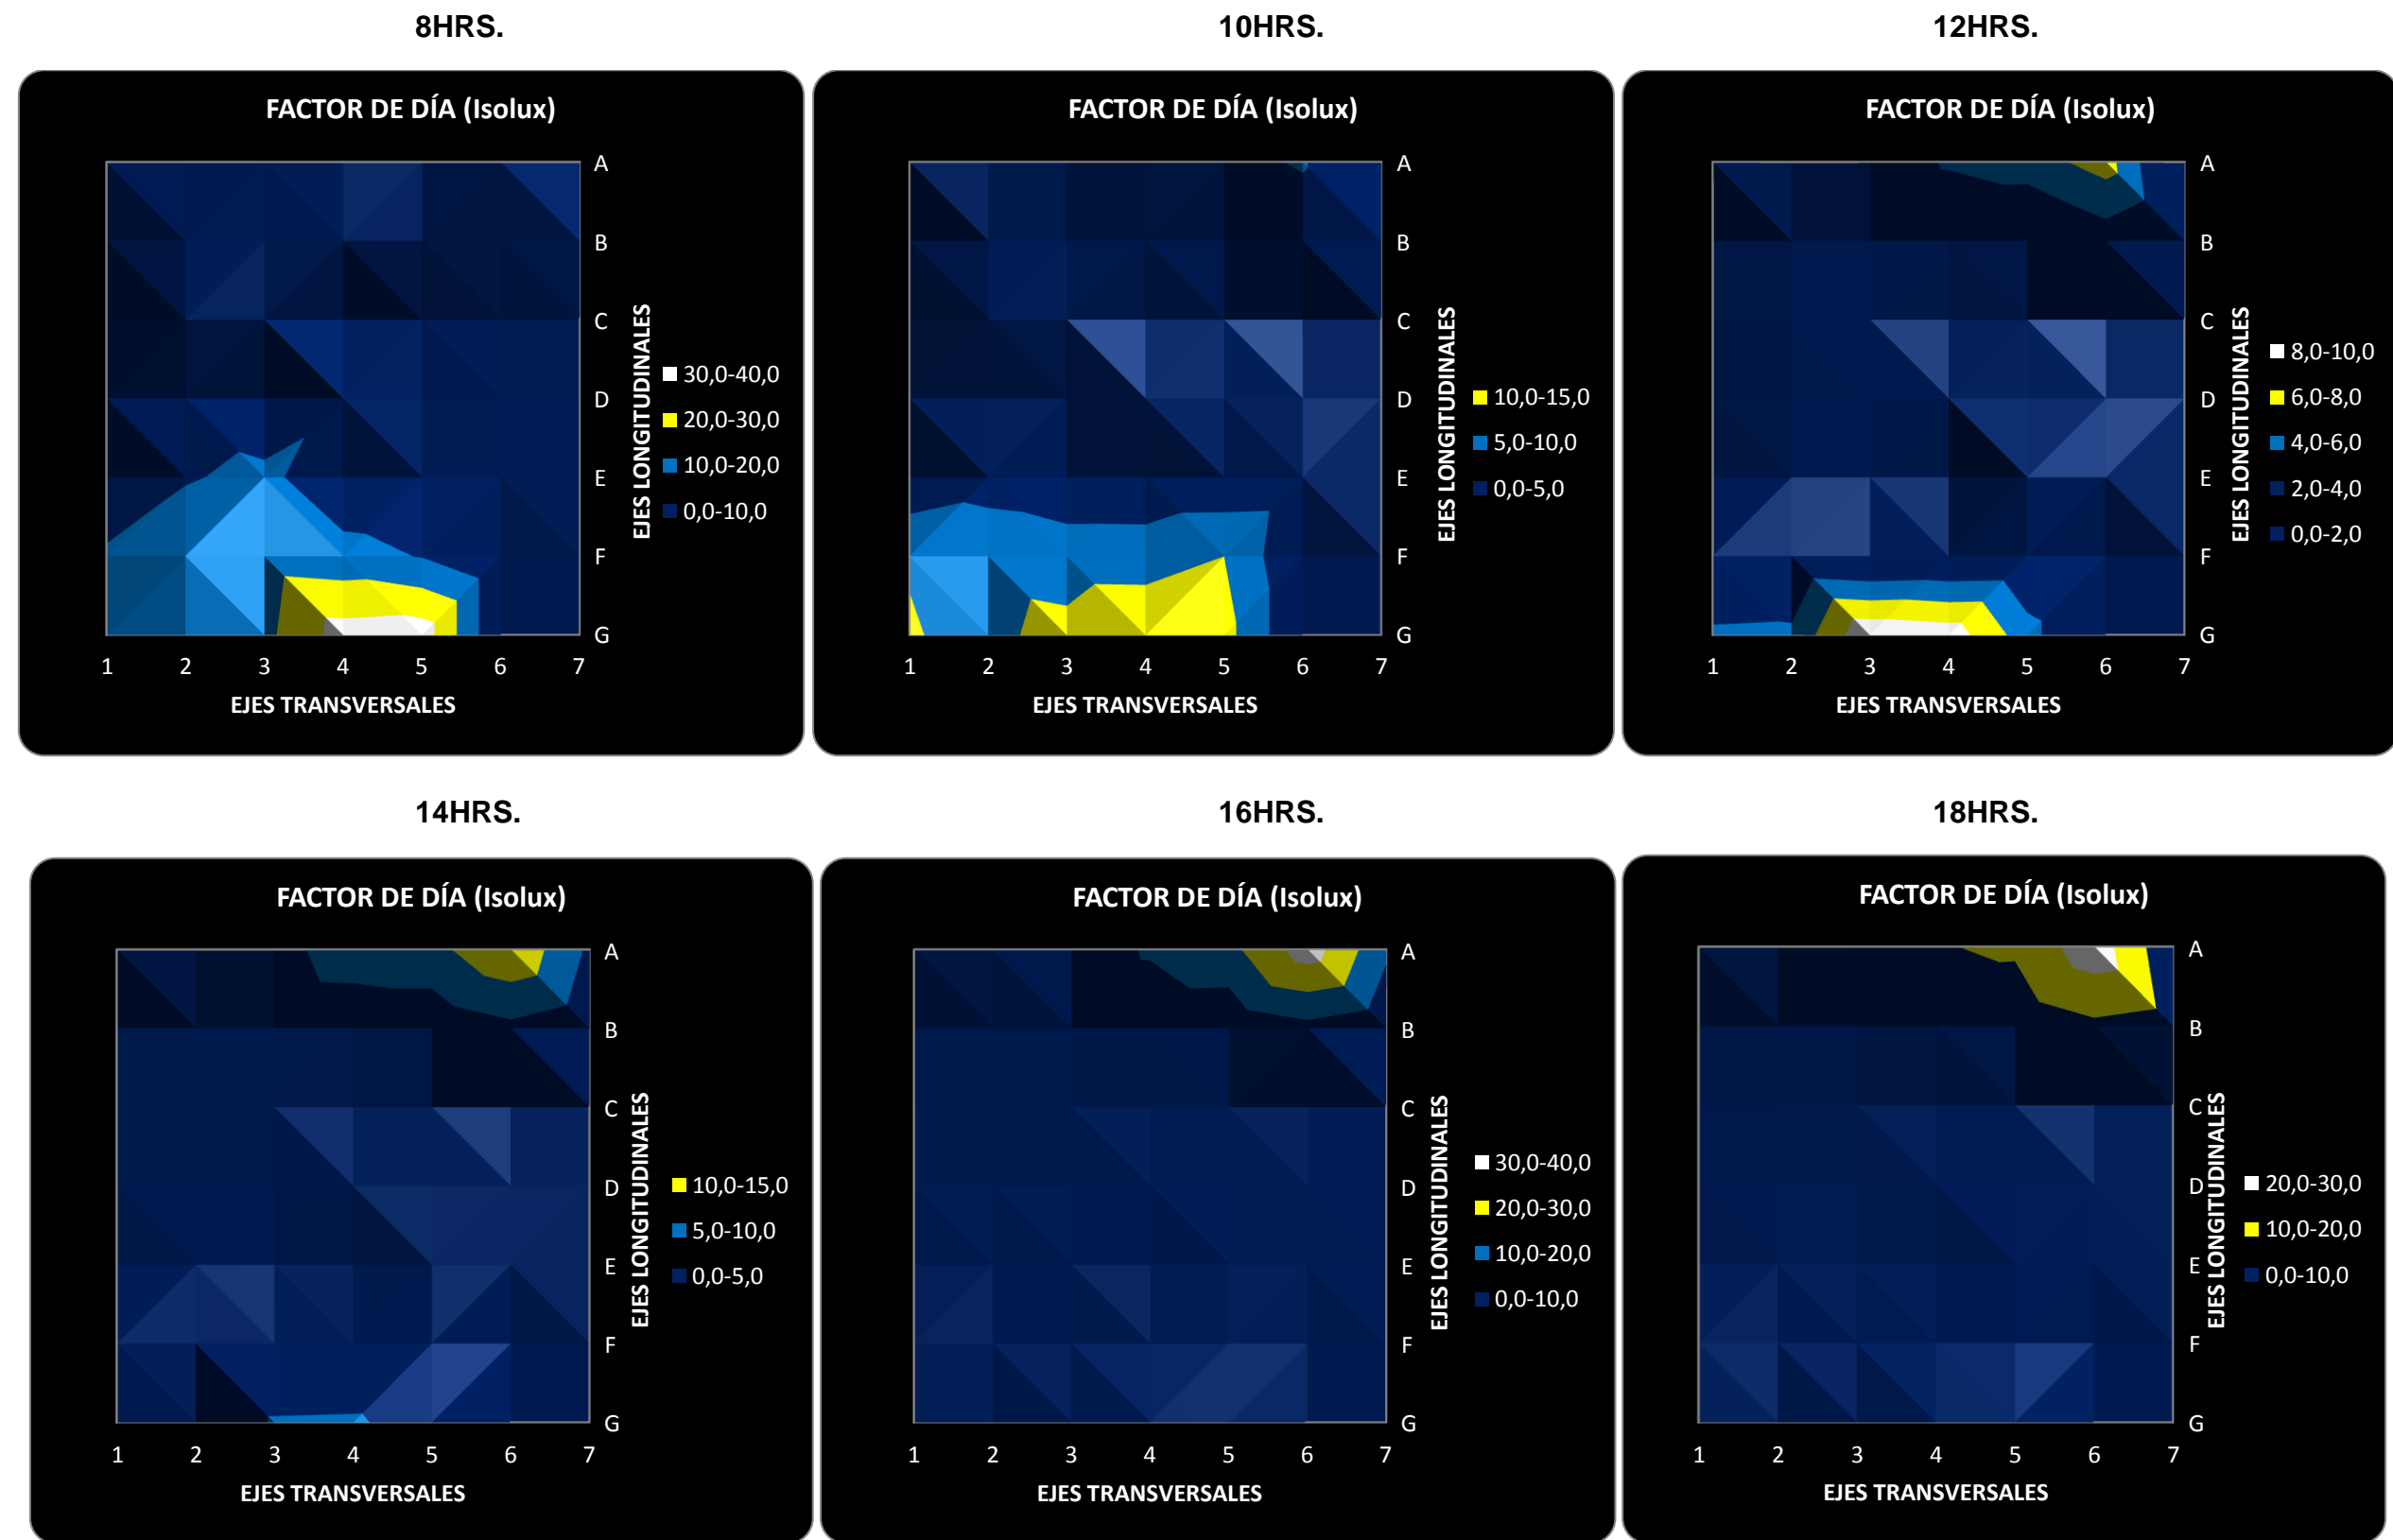 8HRS.
FACTOR DE DÍA (Isolux)
A
B
C
D
E
F
G
EJES LONGITUDINALES
30,0-40,0
20,0-30,0
10,0-20,0
0,0-10,0
1 2 3 4 5 6 7
EJES TRANSVERSALES
10HRS.
FACTOR DE DÍA (Isolux)
A
B
C
D
E
F
G
EJES LONGITUDINALES
10,0-15,0
5,0-10,0
0,0-5,0
1 2 3 4 5 6 7
EJES TRANSVERSALES
12HRS.
FACTOR DE DÍA (Isolux)
A
B
C
D
E
F
G
EJES LONGITUDINALES
8,0-10,0
6,0-8,0
4,0-6,0
2,0-4,0
0,0-2,0
1 2 3 4 5 6 7
EJES TRANSVERSALES
14HRS.
FACTOR DE DÍA (Isolux)
A
B
C
D
E
F
G
EJES LONGITUDINALES
10,0-15,0
5,0-10,0
0,0-5,0
1 2 3 4 5 6 7
EJES TRANSVERSALES
16HRS.
FACTOR DE DÍA (Isolux)
A
B
C
D
E
F
G
EJES LONGITUDINALES
30,0-40,0
20,0-30,0
10,0-20,0
0,0-10,0
1 2 3 4 5 6 7
EJES TRANSVERSALES
18HRS.
FACTOR DE DÍA (Isolux)
A
B
C
D
E
F
G
EJES LONGITUDINALES
20,0-30,0
10,0-20,0
0,0-10,0
1 2 3 4 5 6 7
EJES TRANSVERSALES